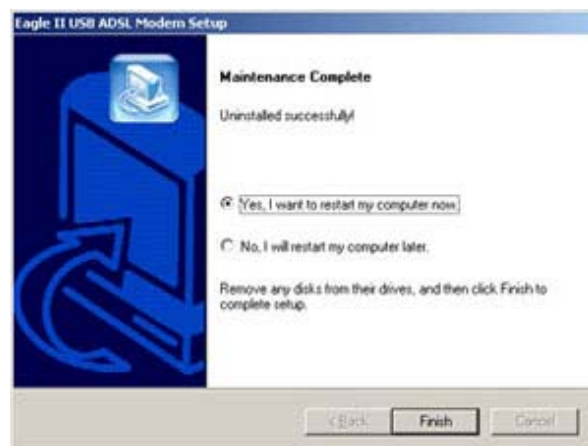 Eagle II USB ADSL Modem Setup
Maintenance Complete
Uninstalled successfully!
Yes, I want to restart my computer now.
No, I will restart my computer later.
Remove any disks from their drives, and then click Finish to
complete setup.
< Back
Finish
Cancel